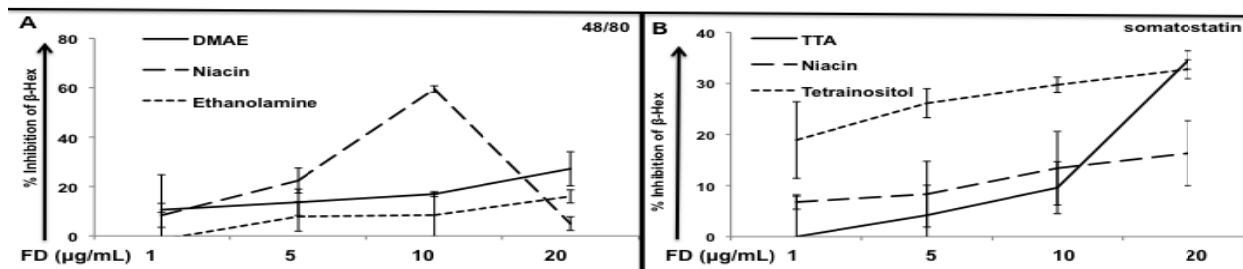 A
48/80
80
60
40
20
0
% Inhibition of β-Hex
DMAE
Niacin
Ethanolamine
FD (µg/mL) 1 5 10 20
B
somatostatin
40
30
20
10
0
% Inhibition of β-Hex
TTA
Niacin
Tetrainositol
FD (µg/mL) 1 5 10 20